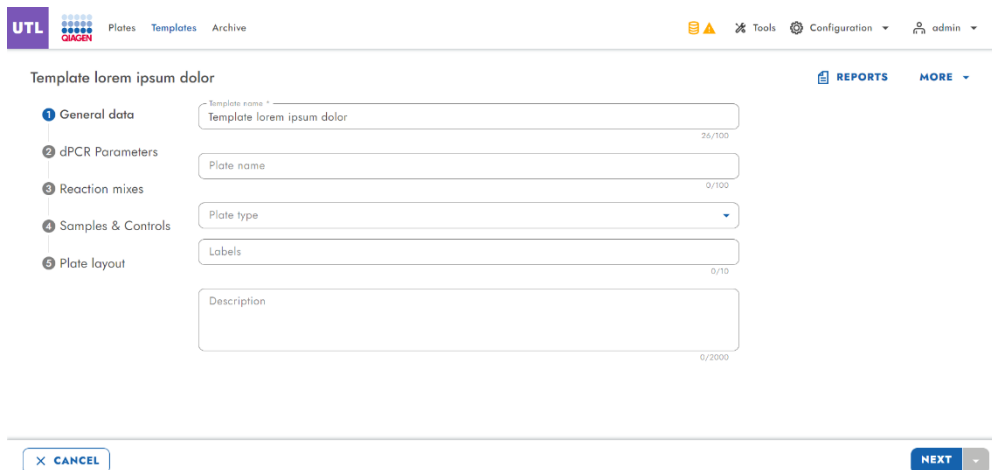 UTL QIAGEN Plates Templates Archive Tools Configuration admin
Template lorem ipsum dolor REPORTS MORE
1 General data
2 dPCR Parameters
3 Reaction mixes
4 Samples & Controls
5 Plate layout
Template name *
Template lorem ipsum dolor
26/100
Plate name
0/100
Plate type
Labels
0/10
Description
0/2000
CANCEL NEXT